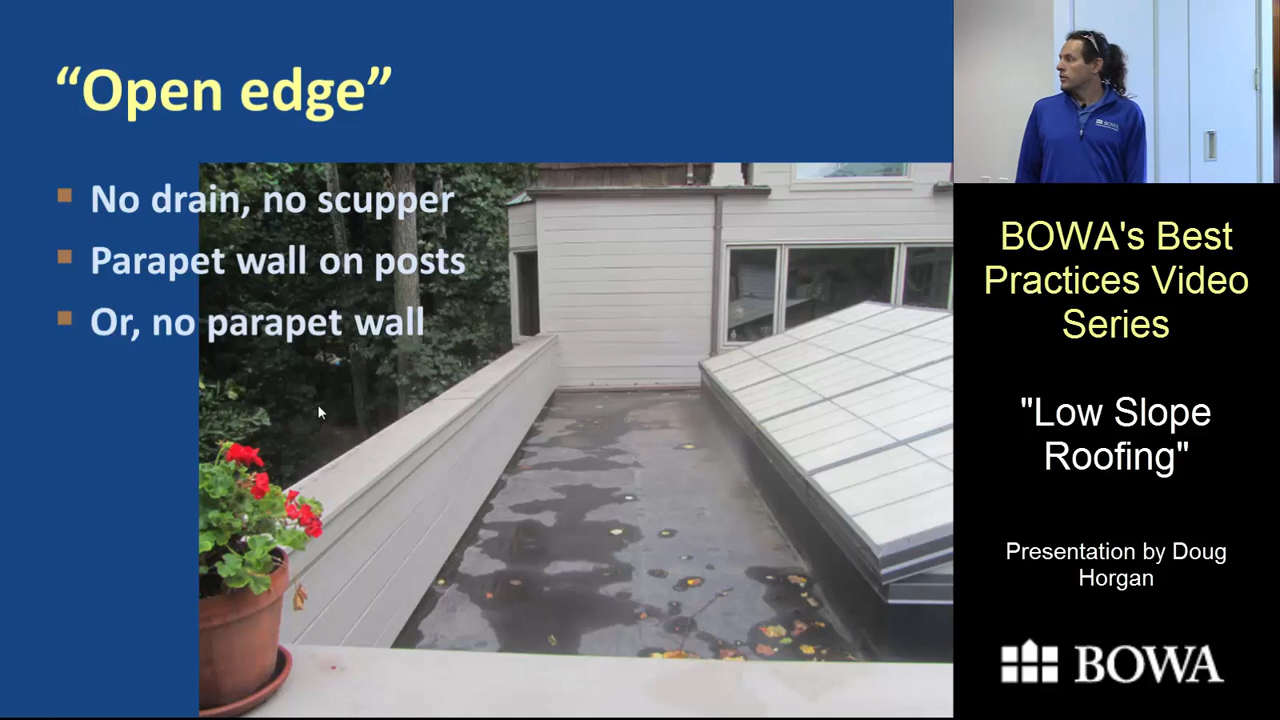 “Open edge”
No drain, no scupper
Parapet wall on posts
Or, no parapet wall
BOWA
BOWA's Best
Practices Video
Series
"Low Slope
Roofing"
Presentation by Doug
Horgan
BOWA